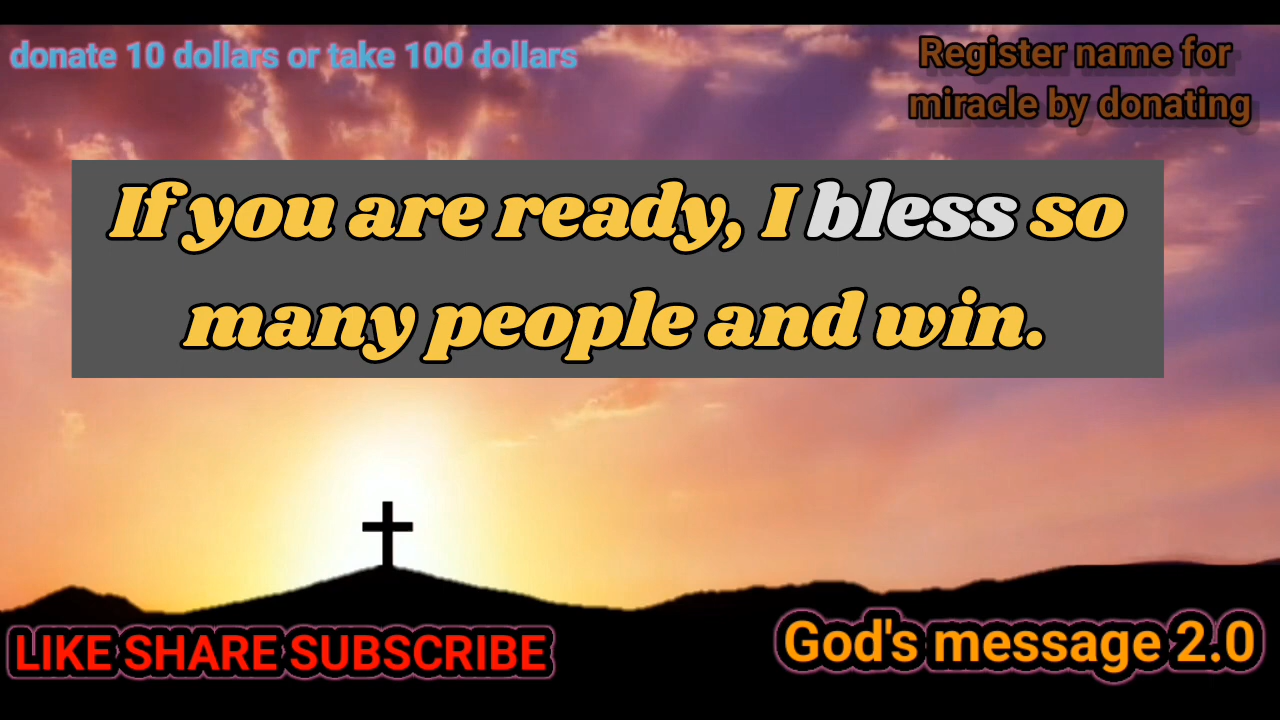 donate 10 dollars or take 100 dollars
Register name for
miracle by donating
If you are ready, I bless so
many people and win.
LIKE SHARE SUBSCRIBE
God's message 2.0